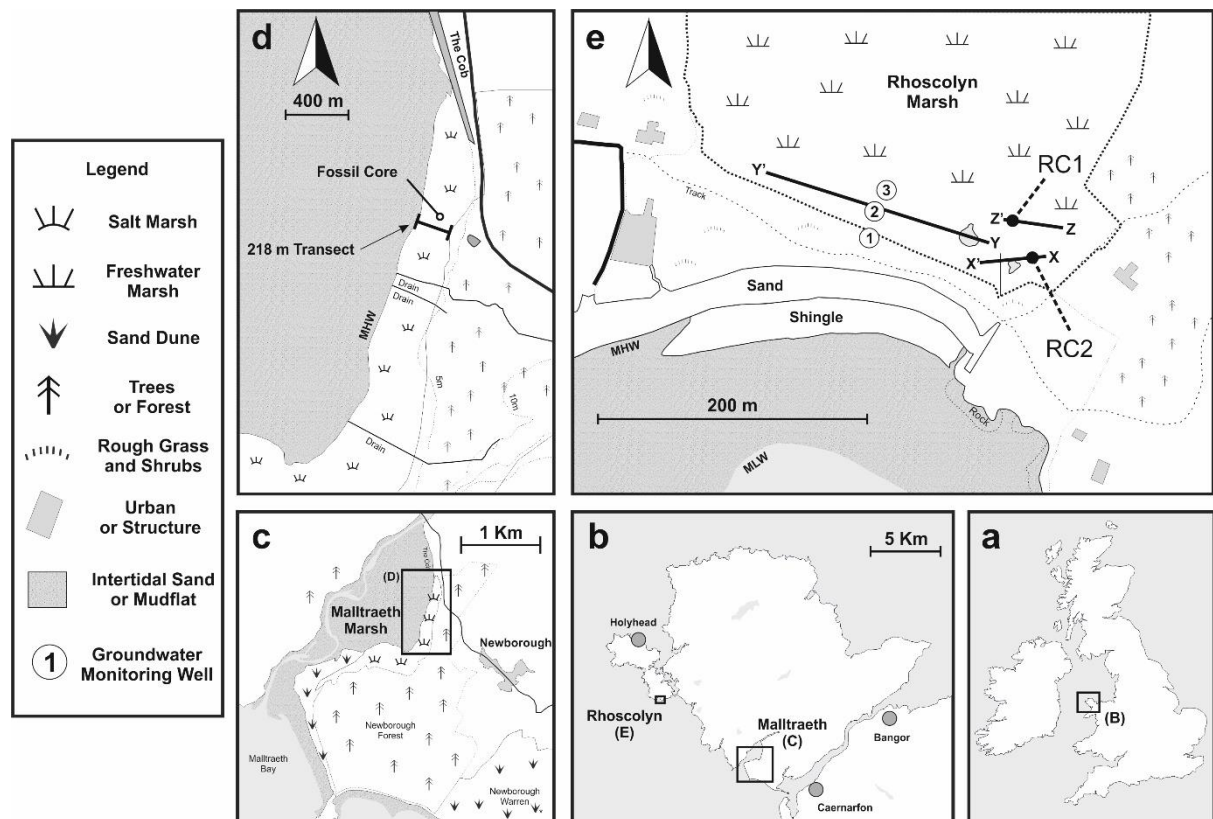 Legend
Salt Marsh
Freshwater
Marsh
Sand Dune
Trees
or Forest
Rough Grass
and Shrubs
Urban
or Structure
Intertidal Sand
or Mudflat
1
Groundwater
Monitoring Well
d
400 m
The Cob
Fossil Core
218 m Transect
Drain
Drain
MHW
5m
10m
Drain
e
Rhoscolyn
Marsh
RC1
Y'
3
2
1
Z'
Z
Y
X'
X
Track
Sand
Shingle
RC2
MHW
200 m
Rock
MLW
c
1 Km
The Cob
(D)
Malltraeth
Marsh
Newborough
Newborough
Forest
Malltraeth
Bay
Newborough
Warren
b
5 Km
Holyhead
Rhoscolyn
(E)
Malltraeth
(C)
Bangor
Caernarfon
a
(B)